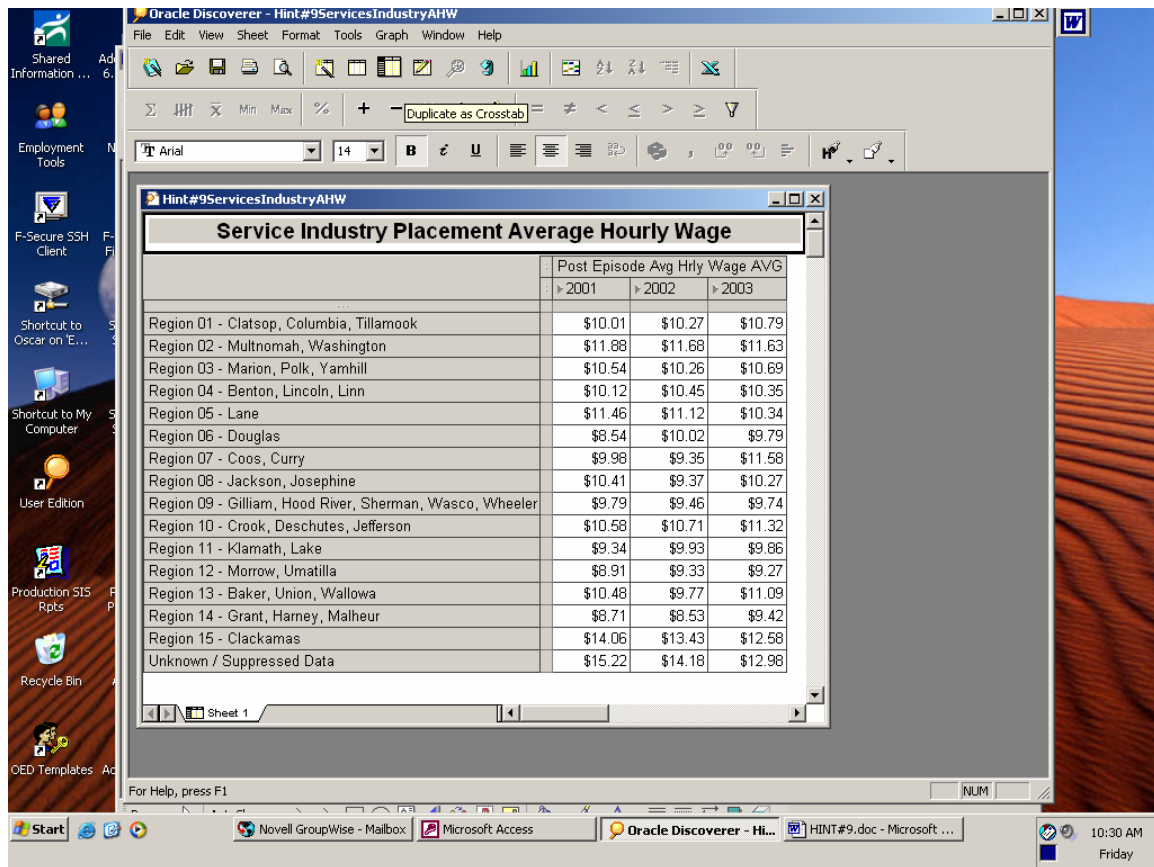 Oracle Discoverer - Hint#9ServicesIndustryAHW
File Edit View Sheet Format Tools Graph Window Help
Min Max %
Duplicate as Crosstab
Arial 14 B i U
Hint#9ServicesIndustryAHW
Service Industry Placement Average Hourly Wage
Post Episode Avg Hrly Wage AVG
2001 2002 2003
Region 01 - Clatsop, Columbia, Tillamook $10.01 $10.27 $10.79
Region 02 - Multnomah, Washington $11.88 $11.68 $11.63
Region 03 - Marion, Polk, Yamhill $10.54 $10.26 $10.69
Region 04 - Benton, Lincoln, Linn $10.12 $10.45 $10.35
Region 05 - Lane $11.46 $11.12 $10.34
Region 06 - Douglas $8.54 $10.02 $9.79
Region 07 - Coos, Curry $9.98 $9.35 $11.58
Region 08 - Jackson, Josephine $10.41 $9.37 $10.27
Region 09 - Gilliam, Hood River, Sherman, Wasco, Wheeler $9.79 $9.46 $9.74
Region 10 - Crook, Deschutes, Jefferson $10.58 $10.71 $11.32
Region 11 - Klamath, Lake $9.34 $9.93 $9.86
Region 12 - Morrow, Umatilla $8.91 $9.33 $9.27
Region 13 - Baker, Union, Wallowa $10.48 $9.77 $11.09
Region 14 - Grant, Harney, Malheur $8.71 $8.53 $9.42
Region 15 - Clackamas $14.06 $13.43 $12.58
Unknown / Suppressed Data $15.22 $14.18 $12.98
Sheet 1
For Help, press F1
NUM
Shared
Information ...
Employment
Tools
F-Secure SSH
Client
Shortcut to
Oscar on 'E...
Shortcut to My
Computer
User Edition
Production SIS
Rpts
Recycle Bin
OED Templates
Start
Novell GroupWise - Mailbox
Microsoft Access
Oracle Discoverer - Hi...
HINT#9.doc - Microsoft ...
10:30 AM
Friday